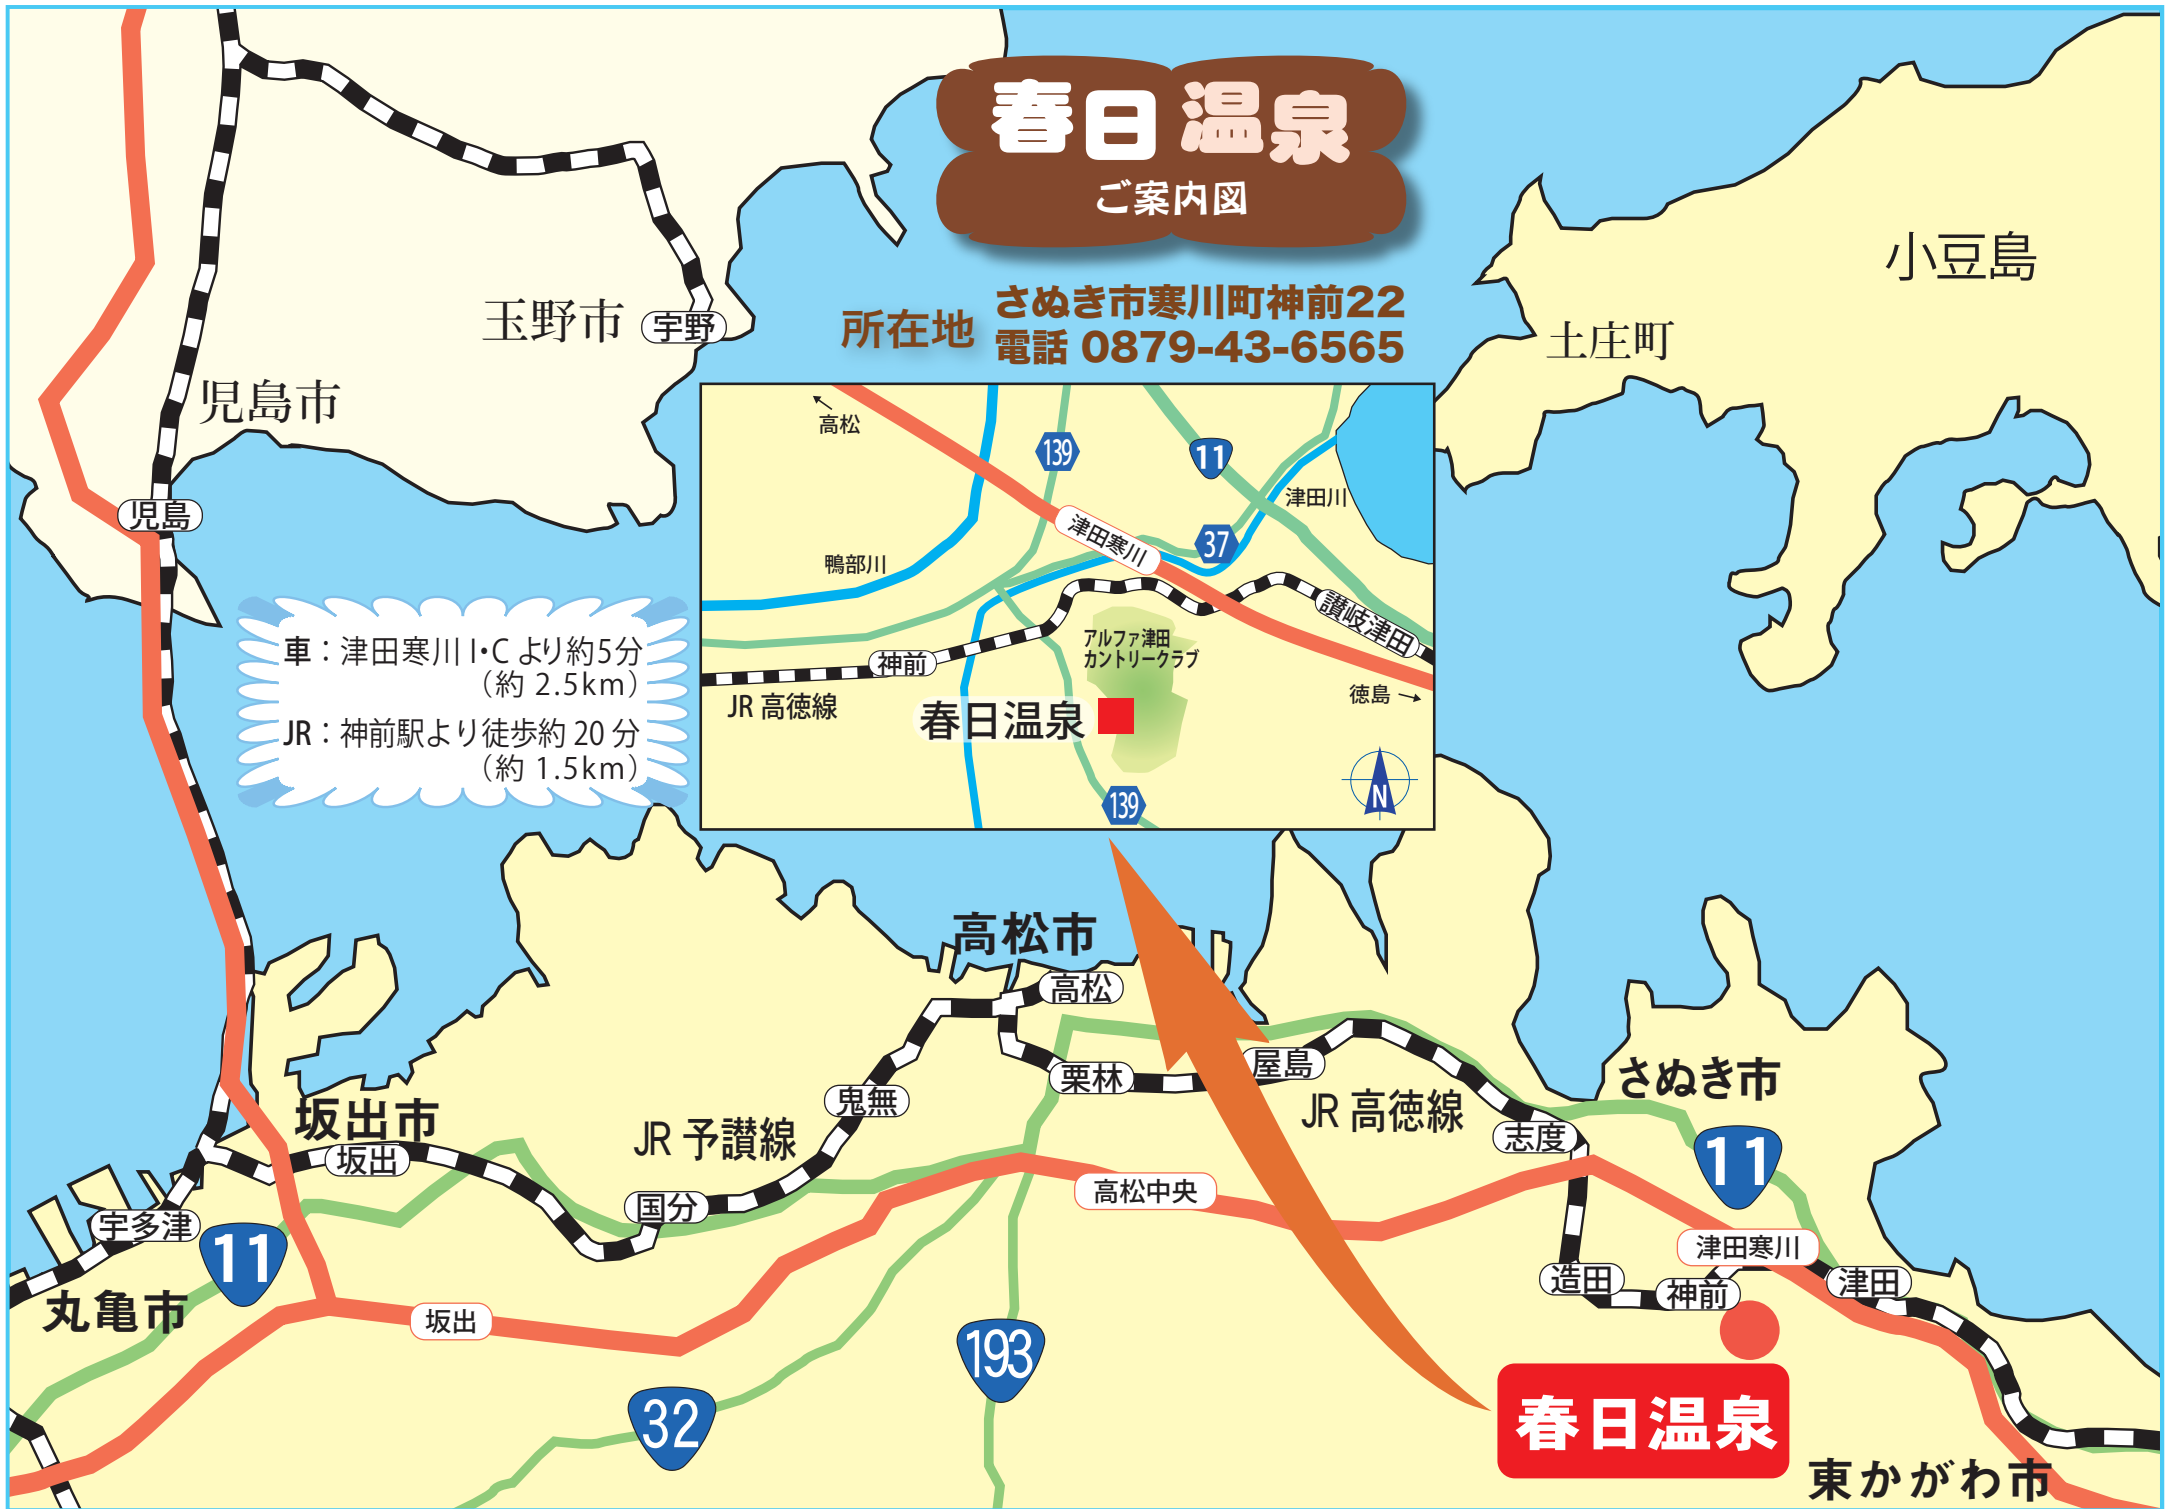 春日温泉
ご案内図
所在地
さぬき市寒川町神前22
電話 0879-43-6565
小豆島
土庄町
玉野市
宇野
児島市
児島
車：津田寒川 I・C より約5分
（約 2.5km）
JR：神前駅より徒歩約 20 分
（約 1.5km）
高松
139
11
津田川
津田寒川
37
鴨部川
讃岐津田
アルファ津田
カントリークラブ
神前
JR 高徳線
徳島
春日温泉
139
N
高松市
高松
栗林
屋島
JR 高徳線
さぬき市
志度
11
坂出市
坂出
JR 予讃線
鬼無
国分
高松中央
宇多津
11
丸亀市
坂出
193
32
津田寒川
造田
神前
津田
春日温泉
東かがわ市